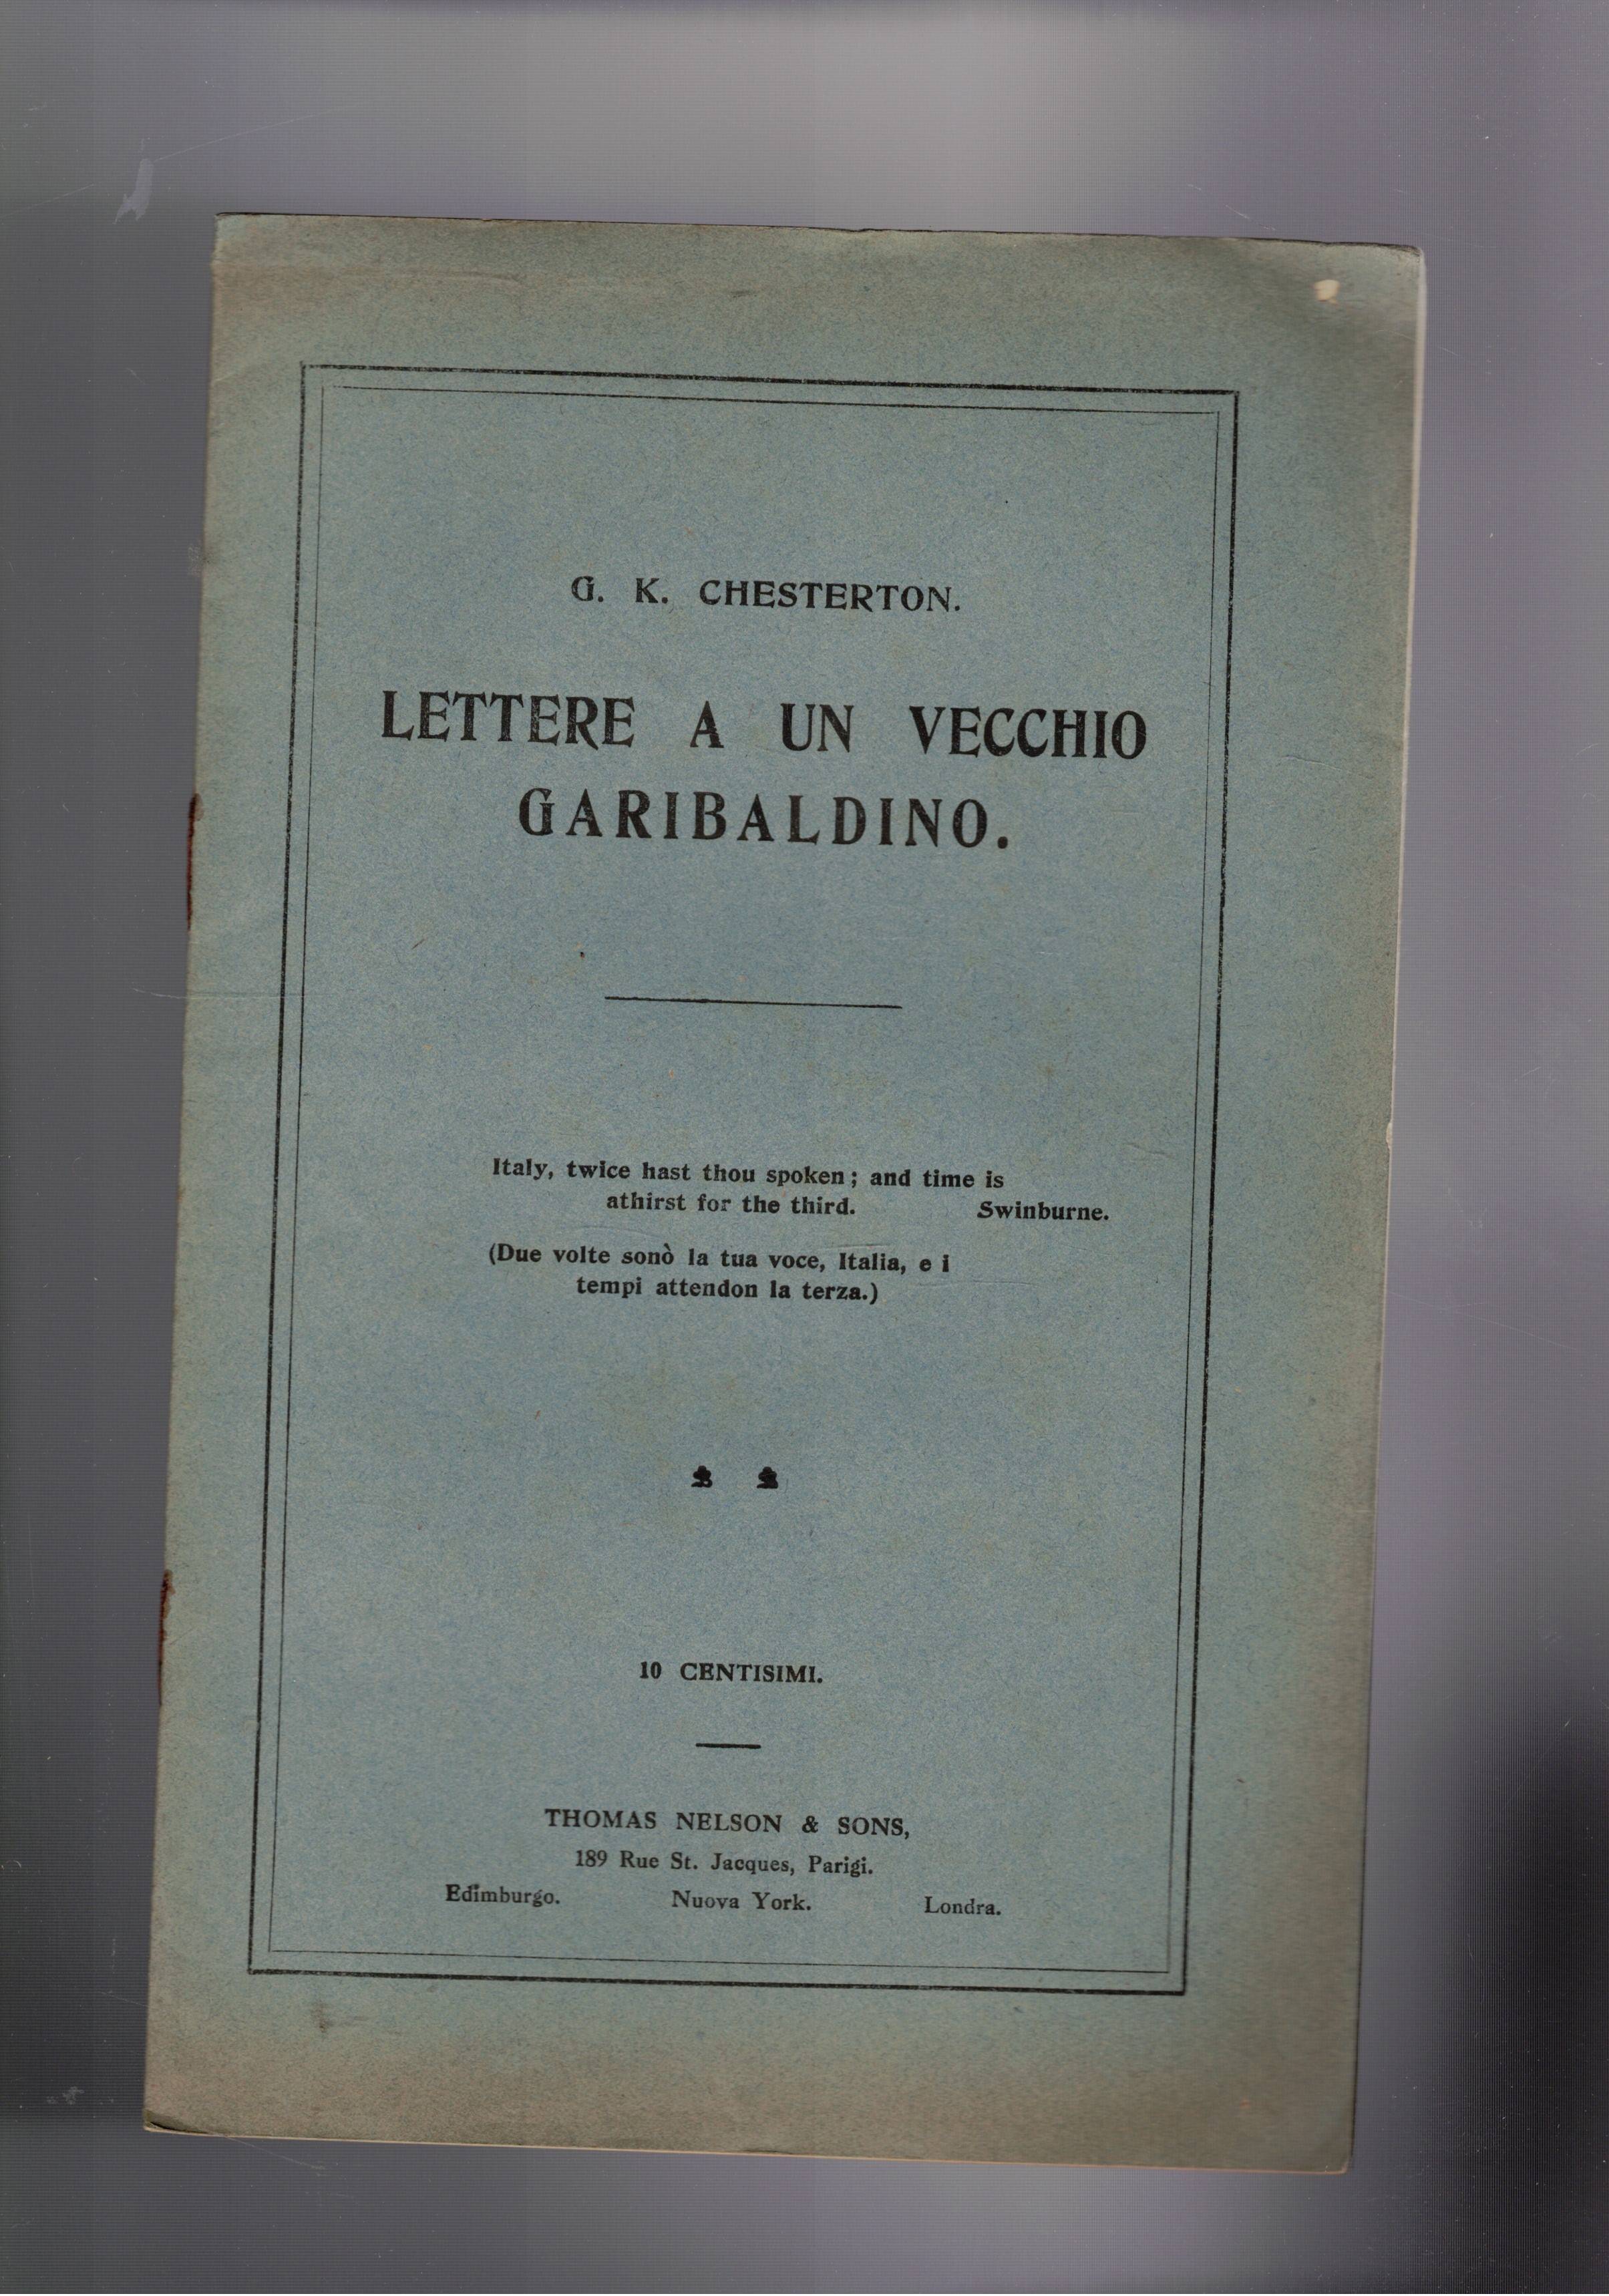 G. K. CHESTERTON.
LETTERE A UN VECCHIO
GARIBALDINO.
Italy, twice hast thou spoken; and time is
athirst for the third. Swinburne.
(Due volte sonò la tua voce, Italia, e i
tempi attendon la terza.)
10 CENTISIMI.
THOMAS NELSON & SONS,
189 Rue St. Jacques, Parigi.
Edimburgo. Nuova York. Londra.